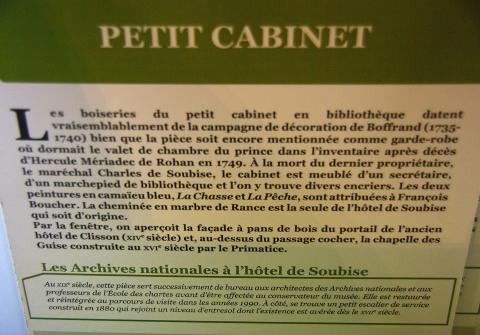 PETIT CABINET
Les boiseries du petit cabinet en bibliothèque datent
vraisemblablement de la campagne de décoration de Boffrand (1735-
1740) bien que la pièce soit encore mentionnée comme garde-robe
où dormait le valet de chambre du prince dans l'inventaire après décès
d'Hercule Mériadec de Rohan en 1749. À la mort du dernier propriétaire,
le maréchal Charles de Soubise, le cabinet est meublé d'un secrétaire,
d'un marchepied de bibliothèque et l'on y trouve divers encriers. Les deux
peintures en camaïeu bleu, La Chasse et La Pêche, sont attribuées à François
Boucher. La cheminée en marbre de Rance est la seule de l'hôtel de Soubise
qui soit d'origine.
Par la fenêtre, on aperçoit la façade à pans de bois du portail de l'ancien
hôtel de Clisson (XIVe siècle) et, au-dessus du passage cocher, la chapelle des
Guise construite au XVIe siècle par le Primatice.
Les Archives nationales à l'hôtel de Soubise
Au XIXe siècle, cette pièce sert successivement de bureau aux architectes des Archives nationales et aux
professeurs de l'École des chartes avant d'être affectée au conservateur du musée. Elle est restaurée
et réintégrée au parcours de visite dans les années 1990. À côté, se trouve un petit escalier de service
construit en 1880 qui rejoint un niveau d'entresol dont l'existence est avérée dès le XVIIe siècle.